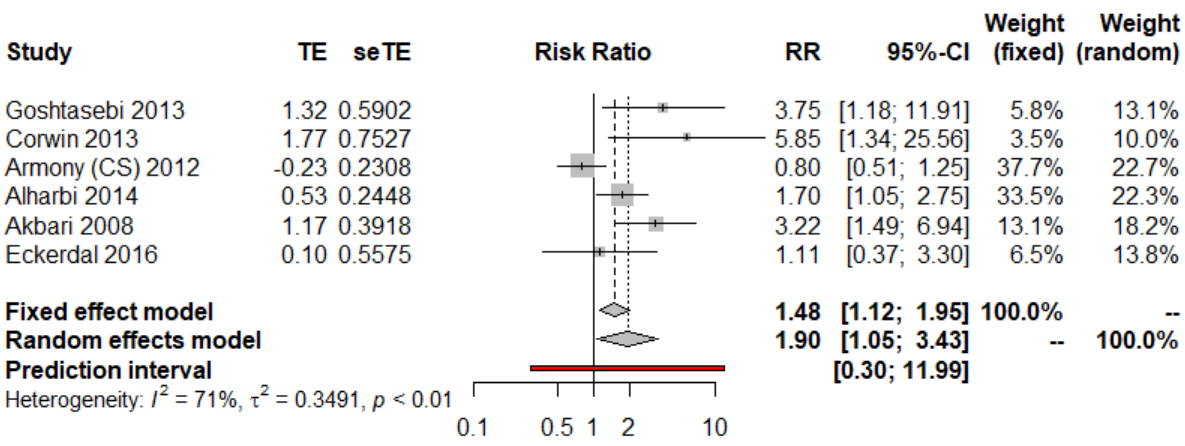 Weight Weight
Study TE seTE Risk Ratio RR 95%-CI (fixed) (random)
Goshtasebi 2013 1.32 0.5902 3.75 [1.18; 11.91] 5.8% 13.1%
Corwin 2013 1.77 0.7527 5.85 [1.34; 25.56] 3.5% 10.0%
Armony (CS) 2012 -0.23 0.2308 0.80 [0.51; 1.25] 37.7% 22.7%
Alharbi 2014 0.53 0.2448 1.70 [1.05; 2.75] 33.5% 22.3%
Akbari 2008 1.17 0.3918 3.22 [1.49; 6.94] 13.1% 18.2%
Eckerdal 2016 0.10 0.5575 1.11 [0.37; 3.30] 6.5% 13.8%
Fixed effect model 1.48 [1.12; 1.95] 100.0% --
Random effects model 1.90 [1.05; 3.43] -- 100.0%
Prediction interval [0.30; 11.99]
Heterogeneity: I² = 71%, τ² = 0.3491, p < 0.01
0.1 0.5 1 2 10